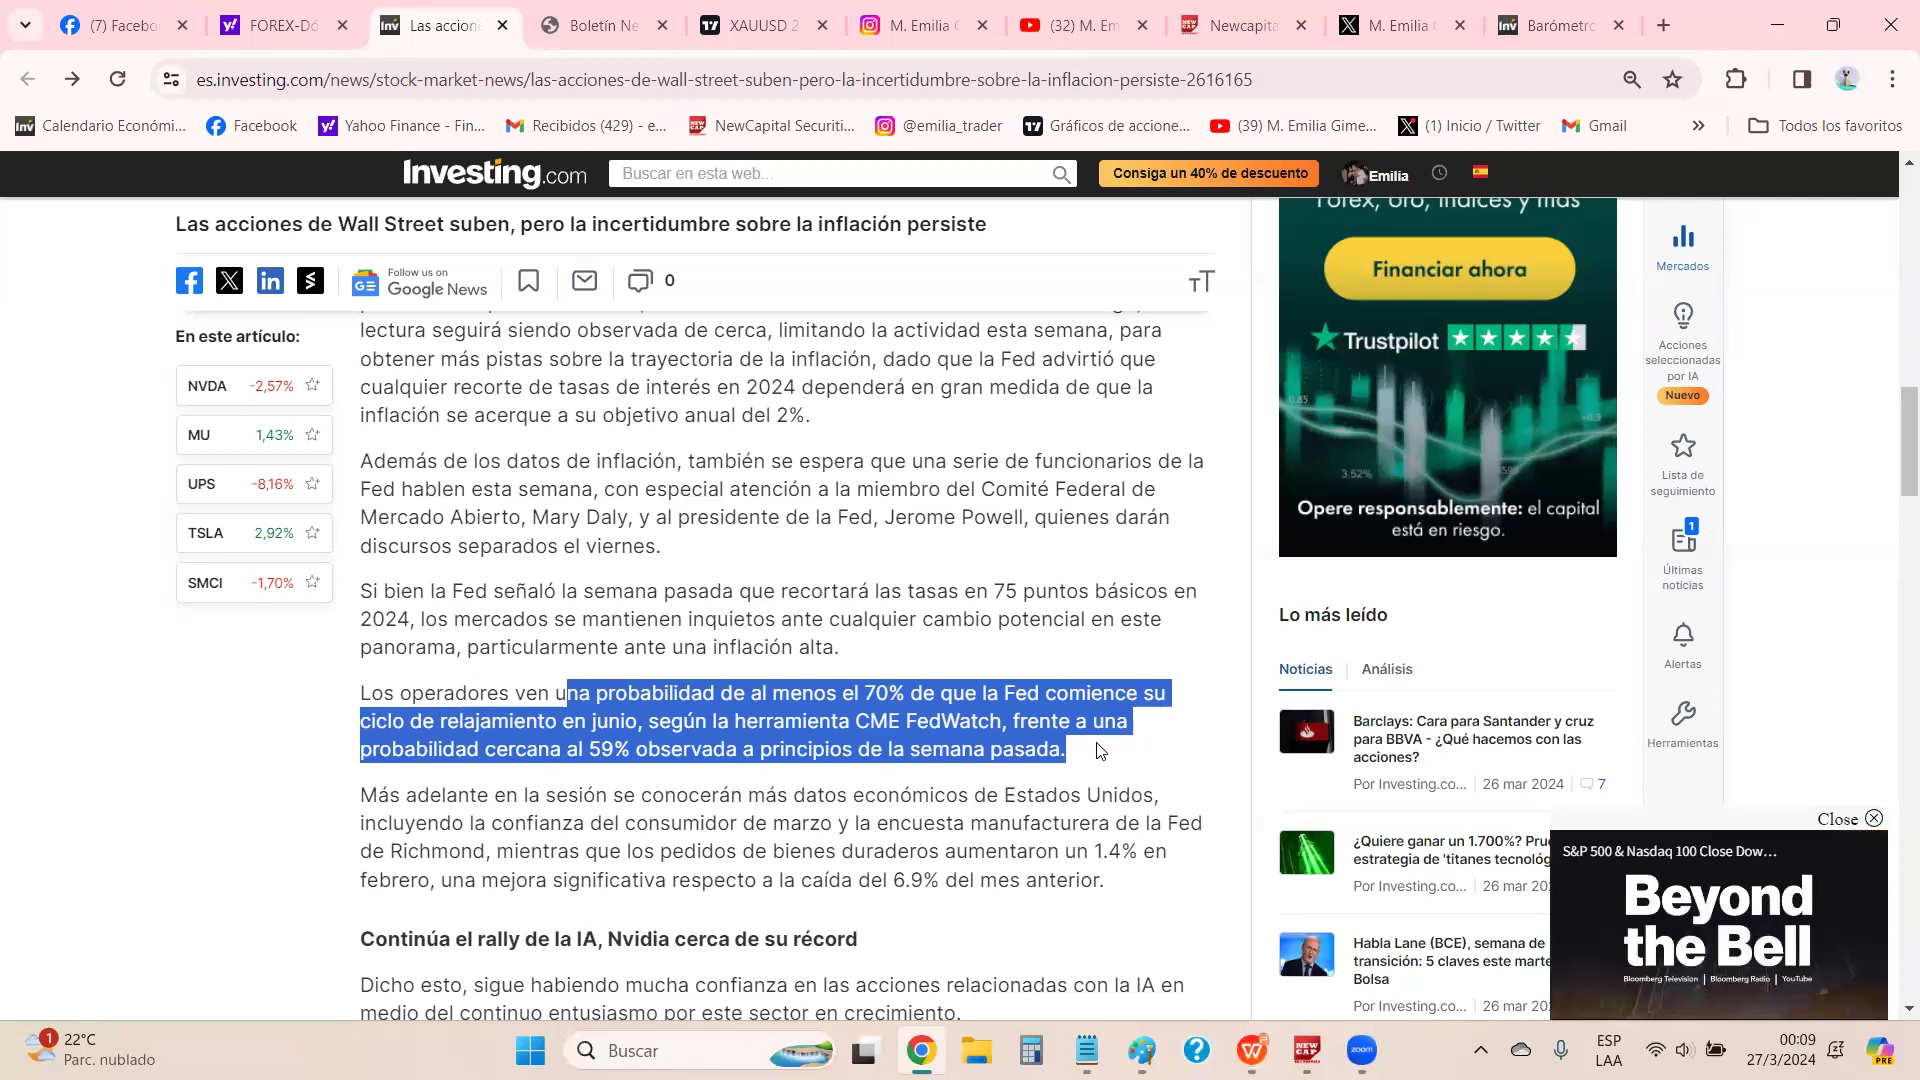 (7) Facebo
FOREX-Dó
Las accion
Boletín Ne
XAUUSD 2
M. Emilia
(32) M. Em
Newcapita
M. Emilia
Barómetro
es.investing.com/news/stock-market-news/las-acciones-de-wall-street-suben-pero-la-incertidumbre-sobre-la-inflacion-persiste-2616165
Calendario Económi...
Facebook
Yahoo Finance - Fin...
Recibidos (429) - e...
NewCapital Securiti...
@emilia_trader
Gráficos de accione...
(39) M. Emilia Gime...
(1) Inicio / Twitter
Gmail
Todos los favoritos
Investing.com
Buscar en esta web...
Consiga un 40% de descuento
Emilia
Las acciones de Wall Street suben, pero la incertidumbre sobre la inflación persiste
Follow us on
Google News
0
En este artículo:
NVDA -2,57%
MU 1,43%
UPS -8,16%
TSLA 2,92%
SMCI -1,70%
lectura seguirá siendo observada de cerca, limitando la actividad esta semana, para
obtener más pistas sobre la trayectoria de la inflación, dado que la Fed advirtió que
cualquier recorte de tasas de interés en 2024 dependerá en gran medida de que la
inflación se acerque a su objetivo anual del 2%.
Además de los datos de inflación, también se espera que una serie de funcionarios de la
Fed hablen esta semana, con especial atención a la miembro del Comité Federal de
Mercado Abierto, Mary Daly, y al presidente de la Fed, Jerome Powell, quienes darán
discursos separados el viernes.
Si bien la Fed señaló la semana pasada que recortará las tasas en 75 puntos básicos en
2024, los mercados se mantienen inquietos ante cualquier cambio potencial en este
panorama, particularmente ante una inflación alta.
Los operadores ven una probabilidad de al menos el 70% de que la Fed comience su
ciclo de relajamiento en junio, según la herramienta CME FedWatch, frente a una
probabilidad cercana al 59% observada a principios de la semana pasada.
Más adelante en la sesión se conocerán más datos económicos de Estados Unidos,
incluyendo la confianza del consumidor de marzo y la encuesta manufacturera de la Fed
de Richmond, mientras que los pedidos de bienes duraderos aumentaron un 1.4% en
febrero, una mejora significativa respecto a la caída del 6.9% del mes anterior.
Continúa el rally de la IA, Nvidia cerca de su récord
Dicho esto, sigue habiendo mucha confianza en las acciones relacionadas con la IA en
medio del continuo entusiasmo por este sector en crecimiento.
Forex, oro, índices y más
Financiar ahora
Trustpilot
3.52%
Opere responsablemente: el capital
está en riesgo.
Lo más leído
Noticias
Análisis
Barclays: Cara para Santander y cruz
para BBVA - ¿Qué hacemos con las
acciones?
Por Investing.co... 26 mar 2024 7
¿Quiere ganar un 1.700%? Pru
estrategia de 'titanes tecnológ
Por Investing.co... 26 mar 20
Habla Lane (BCE), semana de
transición: 5 claves este marte
Bolsa
Por Investing.co... 26 mar 20
Mercados
Acciones
seleccionadas
por IA
Nuevo
Lista de
seguimiento
1
Últimas
noticias
Alertas
Herramientas
Close
S&P 500 & Nasdaq 100 Close Dow...
Beyond
the Bell
Bloomberg Television | Bloomberg Radio | YouTube
1
22°C
Parc. nublado
Buscar
zoom
ESP
LAA
00:09
27/3/2024
PRE